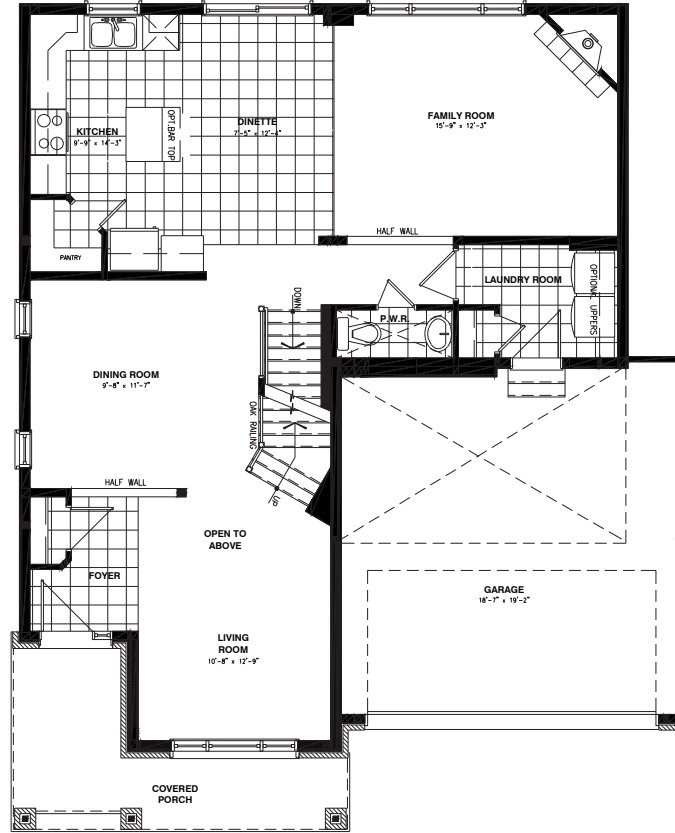 FAMILY ROOM
15'-9" x 12'-3"
DINETTE
7'-5" x 12'-4"
OPT.BAR TOP
KITCHEN
9'-9" x 14'-3"
HALF WALL
PANTRY
LAUNDRY ROOM
OPTIONAL UPPERS
DOWN
P.W.R.
DINING ROOM
9'-8" x 11'-7"
OAK RAILING
HALF WALL
UP
OPEN TO
ABOVE
FOYER
GARAGE
18'-7" x 19'-2"
LIVING
ROOM
10'-8" x 12'-9"
COVERED
PORCH